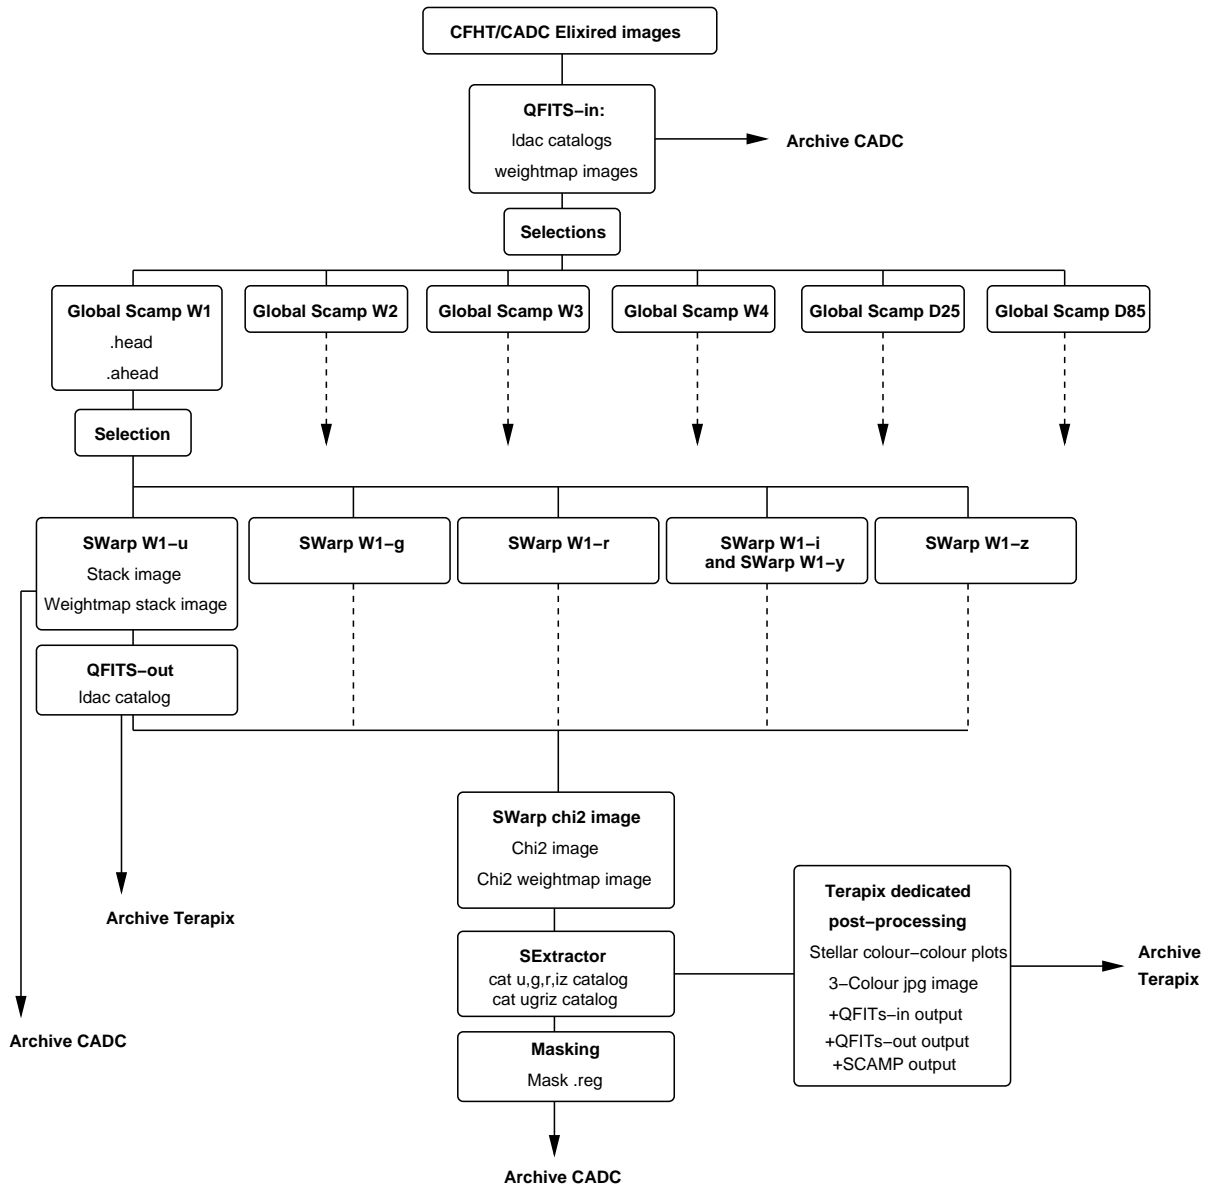 CFHT/CADC Elixired images
QFITS−in:
ldac catalogs
weightmap images
Archive CADC
Selections
Global Scamp W1
.head
.ahead
Global Scamp W2
Global Scamp W3
Global Scamp W4
Global Scamp D25
Global Scamp D85
Selection
SWarp W1−u
Stack image
Weightmap stack image
SWarp W1−g
SWarp W1−r
SWarp W1−i
and SWarp W1−y
SWarp W1−z
QFITS−out
ldac catalog
SWarp chi2 image
Chi2 image
Chi2 weightmap image
Archive Terapix
SExtractor
cat u,g,r,iz catalog
cat ugriz catalog
Terapix dedicated
post−processing
Stellar colour−colour plots
3−Colour jpg image
+QFITs−in output
+QFITs−out output
+SCAMP output
Archive
Terapix
Archive CADC
Masking
Mask .reg
Archive CADC